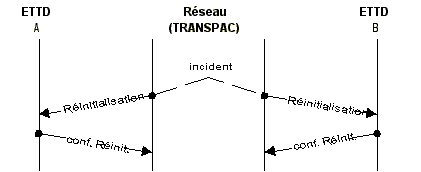 ETTD Réseau ETTD
A (TRANSPAC) B
incident
Réinitialisation Réinitialisation
conf. Réinit. conf. Réinit.